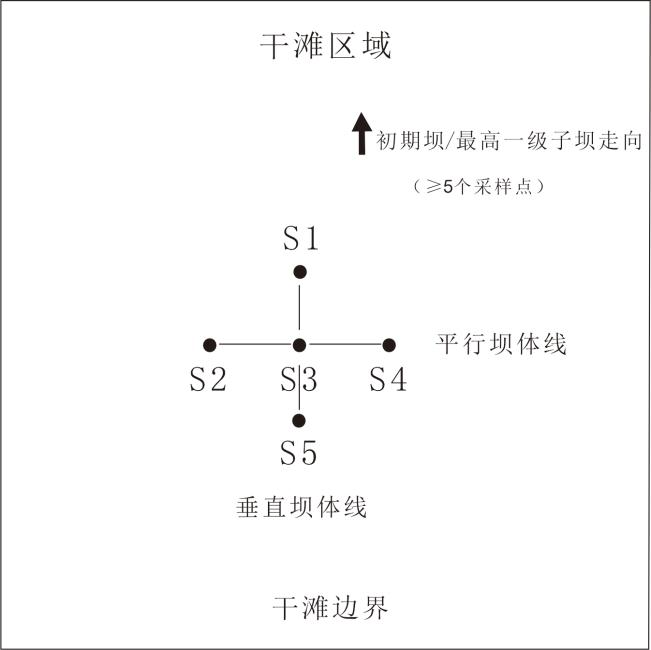 干滩区域
初期坝/最高一级子坝走向
（≥5个采样点）
S1
平行坝体线
S2 S3 S4
S5
垂直坝体线
干滩边界